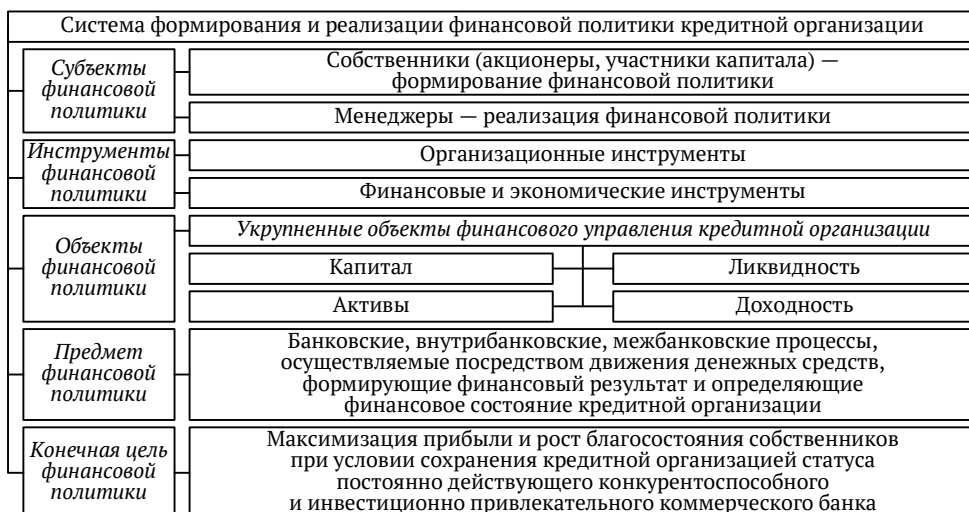 Система формирования и реализации финансовой политики кредитной организации
Субъекты
финансовой
политики
Собственники (акционеры, участники капитала) —
формирование финансовой политики
Менеджеры — реализация финансовой политики
Инструменты
финансовой
политики
Организационные инструменты
Финансовые и экономические инструменты
Объекты
финансовой
политики
Укрупненные объекты финансового управления кредитной организации
Капитал
Ликвидность
Активы
Доходность
Предмет
финансовой
политики
Банковские, внутрибанковские, межбанковские процессы,
осуществляемые посредством движения денежных средств,
формирующие финансовый результат и определяющие
финансовое состояние кредитной организации
Конечная цель
финансовой
политики
Максимизация прибыли и рост благосостояния собственников
при условии сохранения кредитной организацией статуса
постоянно действующего конкурентоспособного
и инвестиционно привлекательного коммерческого банка